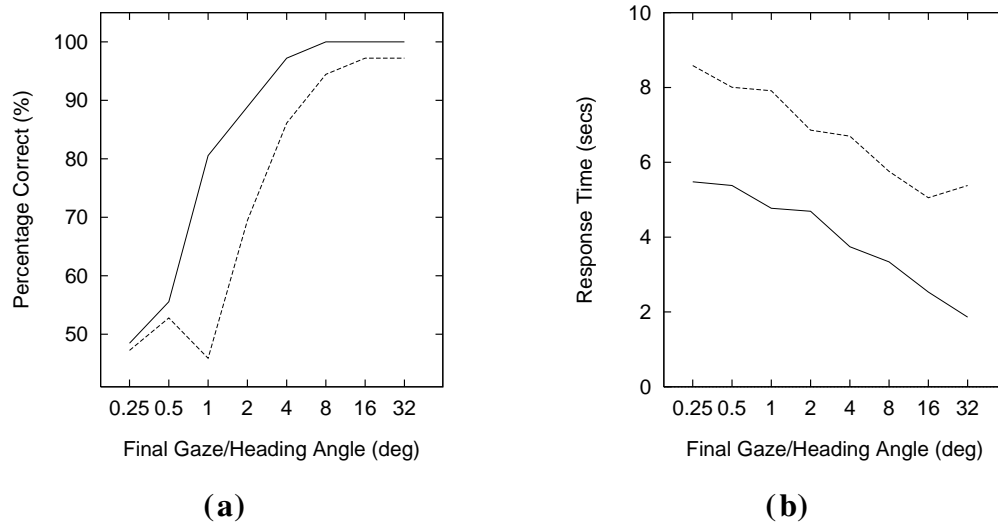 100
90
80
70
60
50
Percentage Correct (%)
0.25 0.5 1 2 4 8 16 32
Final Gaze/Heading Angle (deg)
(a)
10
8
6
4
2
0
Response Time (secs)
0.25 0.5 1 2 4 8 16 32
Final Gaze/Heading Angle (deg)
(b)